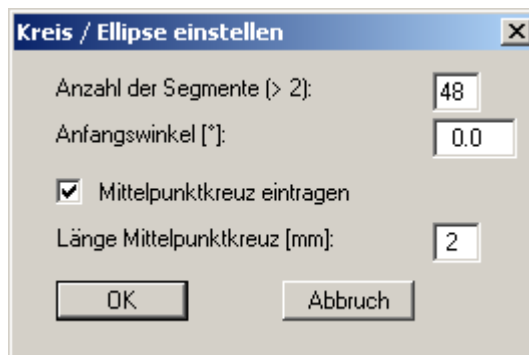 Kreis / Ellipse einstellen
Anzahl der Segmente (> 2): 48
Anfangswinkel [°]: 0.0
Mittelpunktkreuz eintragen
Länge Mittelpunktkreuz [mm]: 2
OK Abbruch